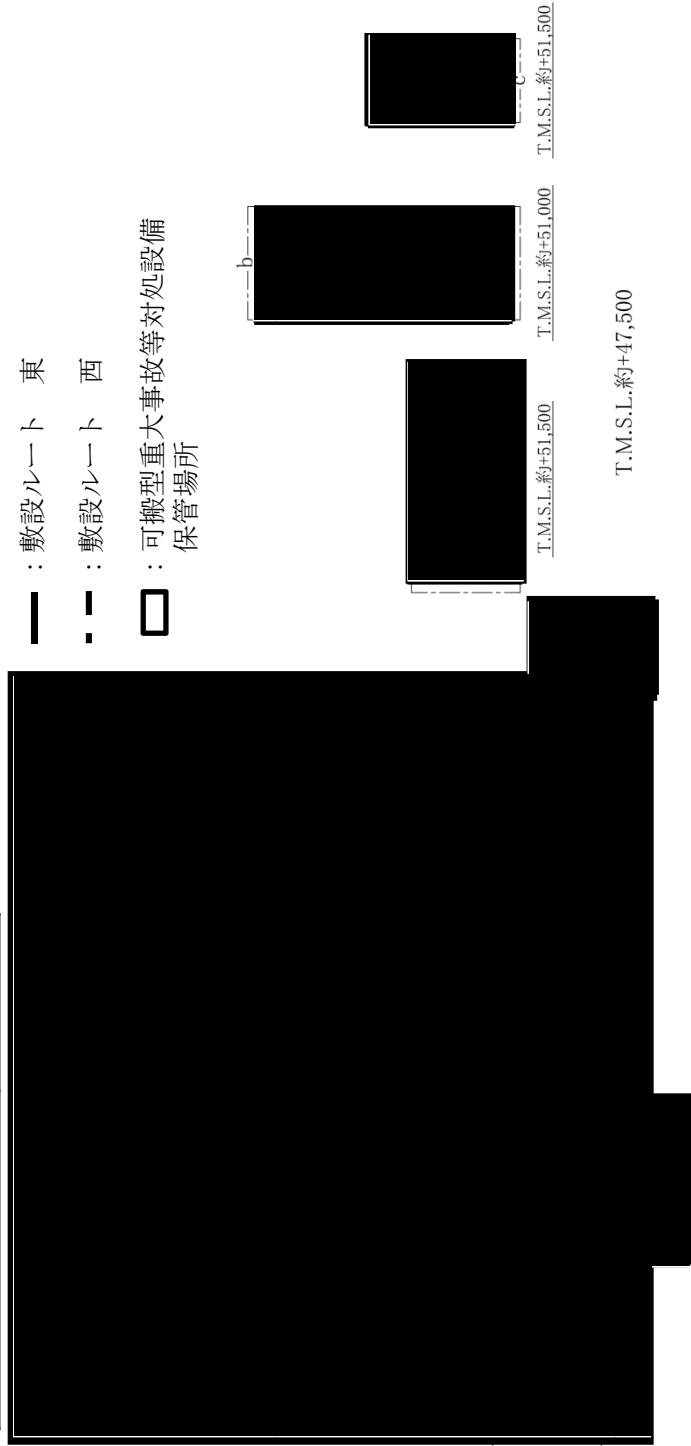 ：敷設ルート　東
：敷設ルート　西
：可搬型重大事故等対処設備
保管場所
b
c
T.M.S.L.約+51,500
T.M.S.L.約+51,000
T.M.S.L.約+51,500
T.M.S.L.約+47,500